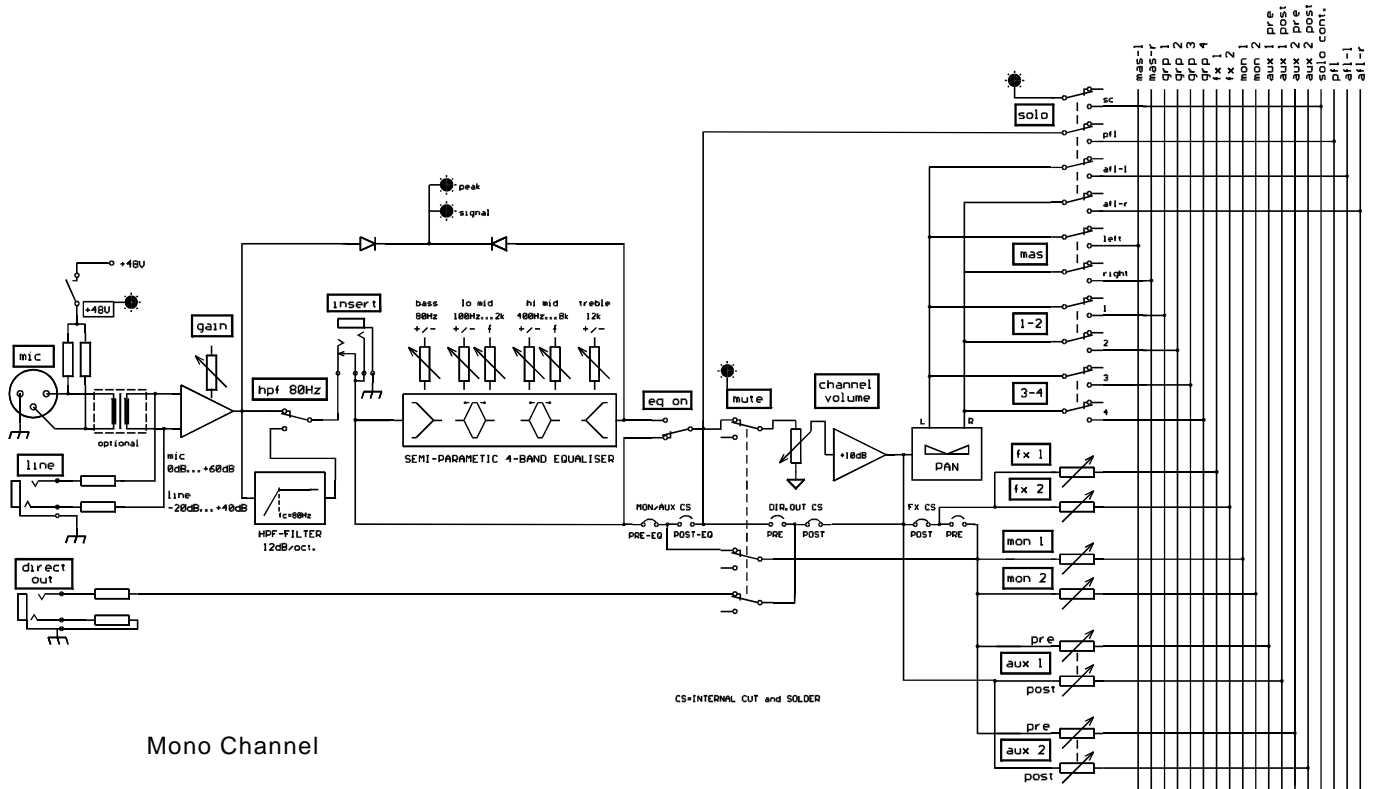 mas-l
mas-r
grp 1
grp 2
grp 3
grp 4
fx 1
fx 2
mon 1
mon 2
aux 1 pre
aux 1 post
aux 2 pre
aux 2 post
solo cont.
pfl
afl-l
afl-r
solo
sc
pfl
afl-l
afl-r
peak
signal
mas
left
right
+48V
+48V
insert
bass
80Hz
+/-
lo mid
100Hz...2k
+/- f
hi mid
400Hz...8k
+/- f
treble
12k
+/-
1-2
1
2
gain
mic
hpf 80Hz
eq on
mute
channel
volume
3-4
3
4
optional
SEMI-PARAMETIC 4-BAND EQUALISER
+10dB
L R
PAN
line
mic
0dB...+60dB
line
-20dB...+40dB
fc=80Hz
HPF-FILTER
12dB/oct.
fx 1
fx 2
MON/AUX CS
PRE-EQ POST-EQ
DIR.OUT CS
PRE POST
FX CS
POST PRE
mon 1
mon 2
direct
out
pre
aux 1
post
CS=INTERNAL CUT and SOLDER
pre
aux 2
post
Mono Channel